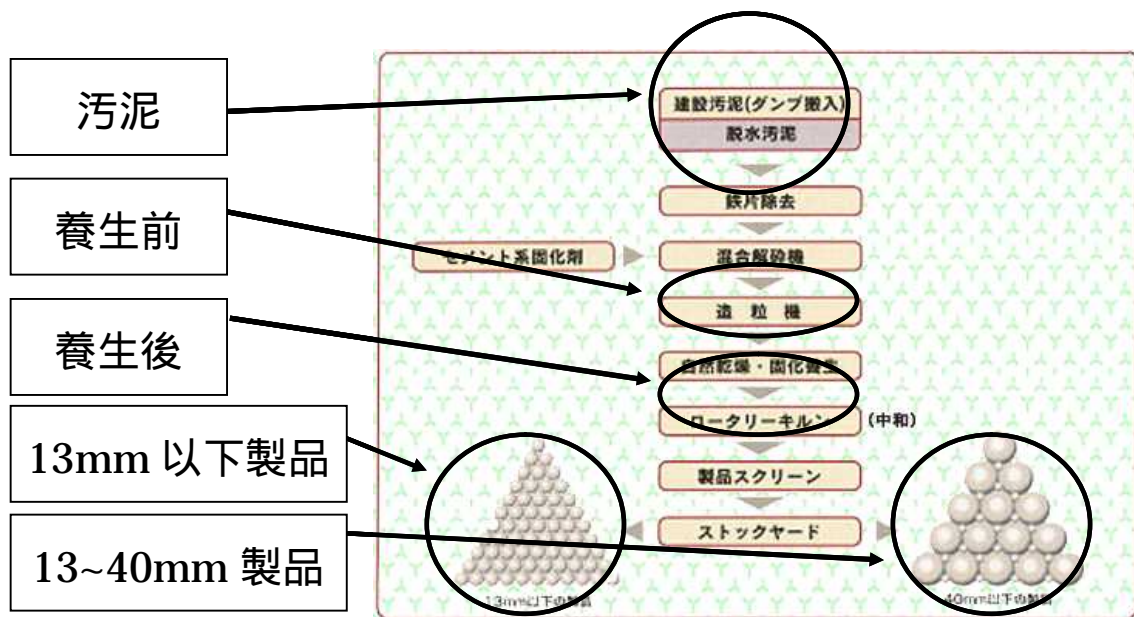 汚泥
養生前
養生後
13mm 以下製品
13~40mm 製品
建設汚泥(ダンプ搬入)
脱水汚泥
鉄片除去
セメント系固化剤
混合解砕機
造 粒 機
自然乾燥・固化養生
ロータリーキルン
(中和)
製品スクリーン
ストックヤード
13mm以下の製品
40mm以下の製品